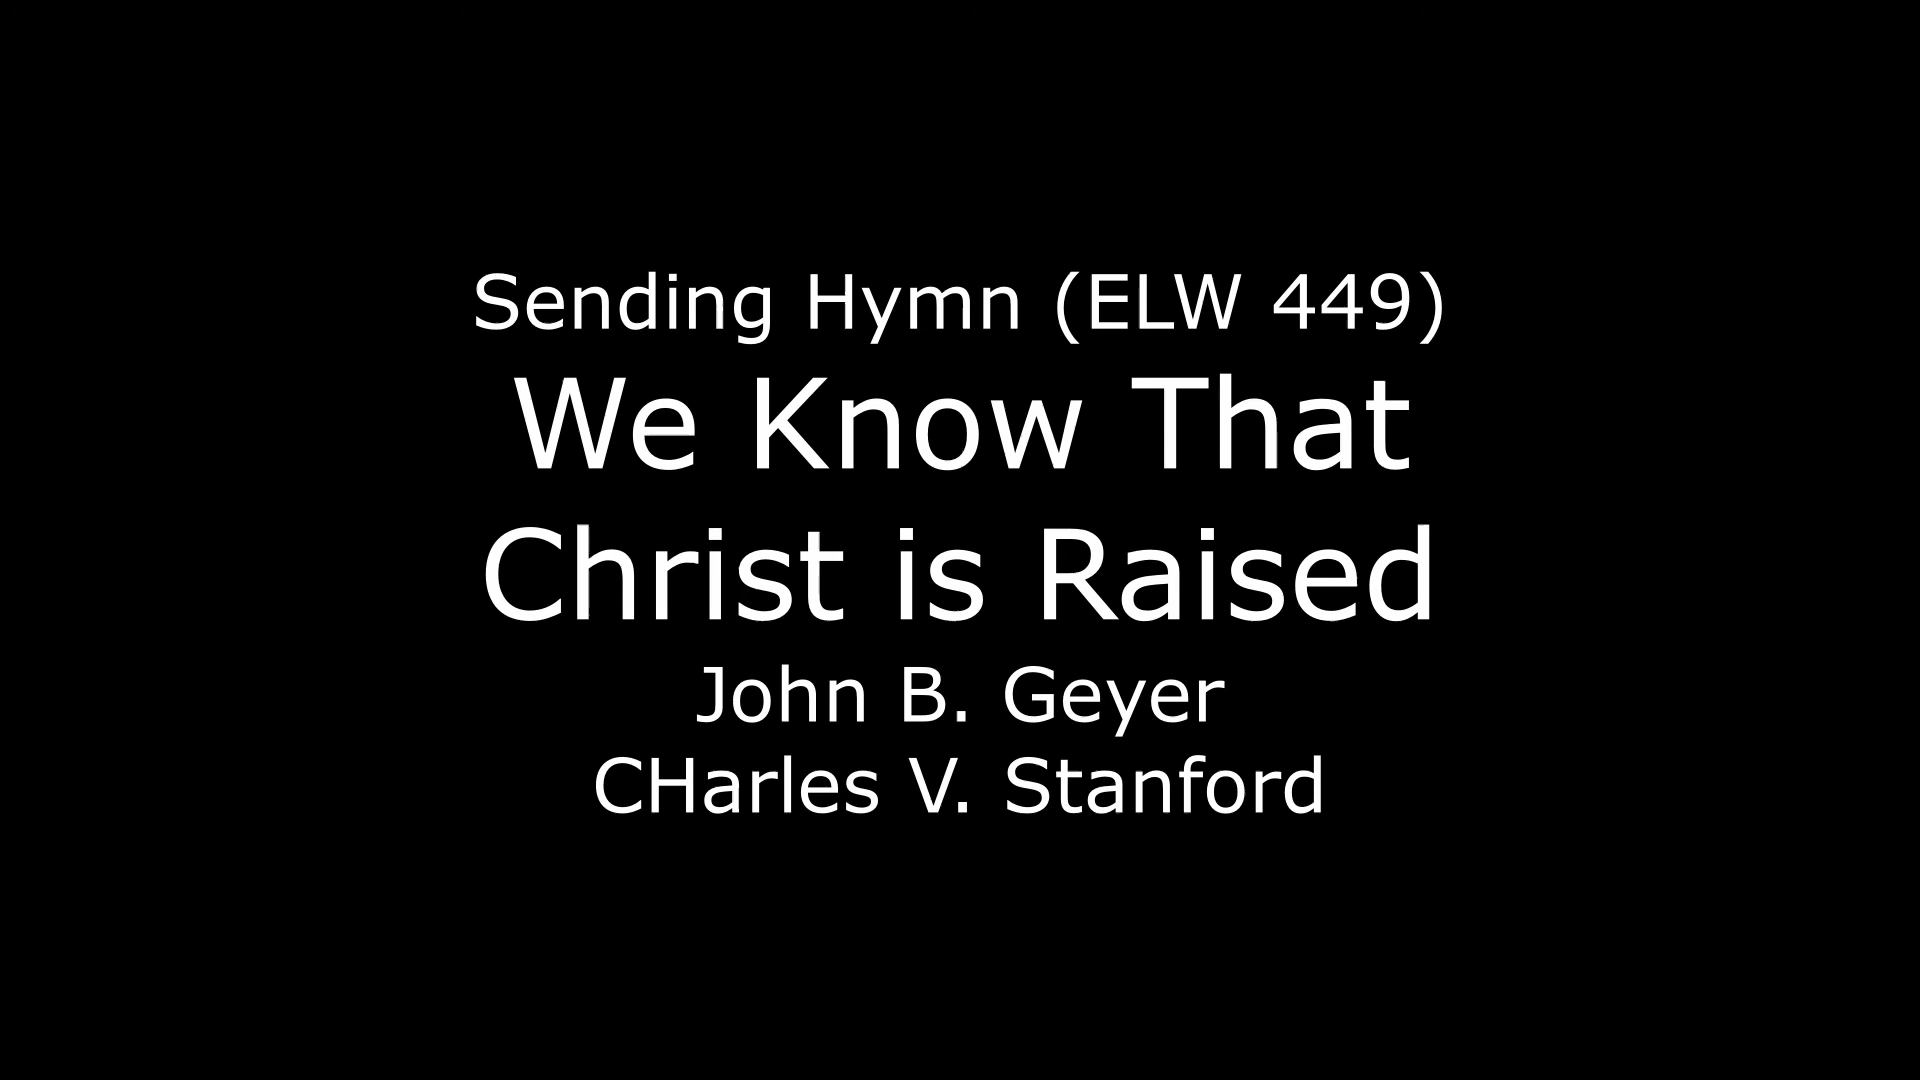 Sending Hymn (ELW 449)
We Know That
Christ is Raised
John B. Geyer
CHarles V. Stanford